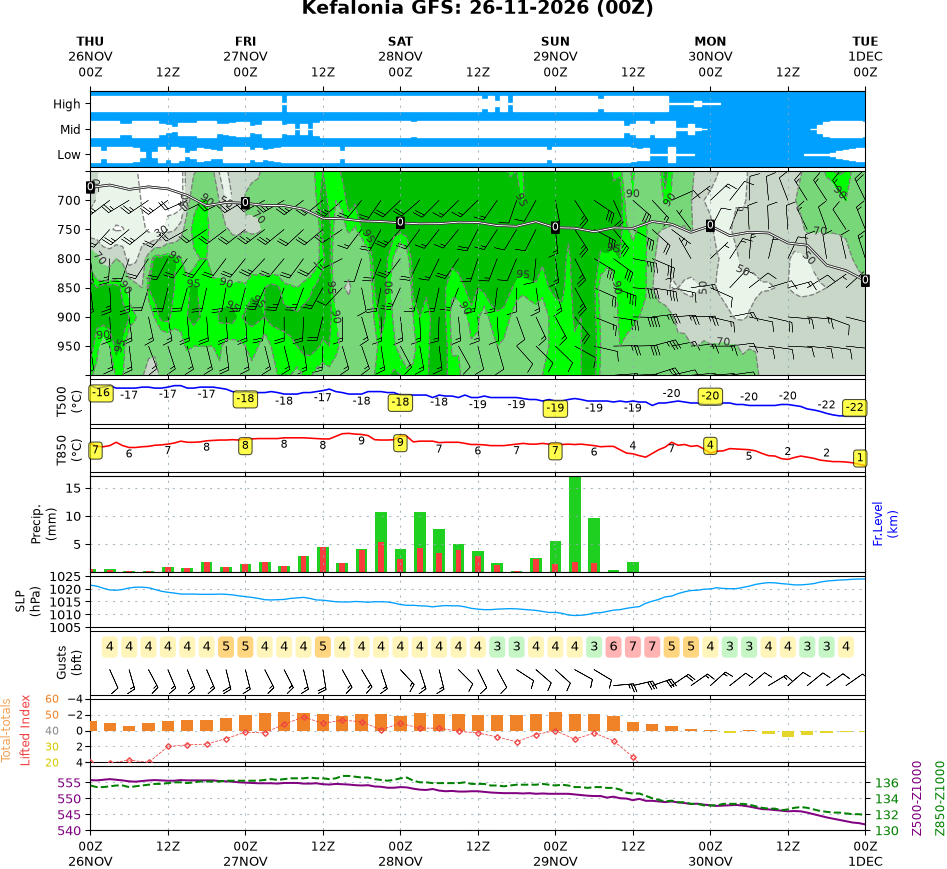 Kefalonia GFS: 26-11-2026 (00Z)
THU FRI SAT SUN MON TUE
26NOV 27NOV 28NOV 29NOV 30NOV 1DEC
00Z 12Z 00Z 12Z 00Z 12Z 00Z 12Z 00Z 12Z 00Z
High
Mid
Low
700
750
800
850
900
950
0 0 0 0 0 0
T500 (°C)
-16 -17 -17 -17 -18 -18 -17 -18 -18 -18 -19 -19 -19 -19 -19 -20 -20 -20 -20 -22 -22
T850 (°C)
7 6 7 8 8 8 8 9 9 7 6 7 7 6 4 7 4 5 2 2 1
Precip. (mm)
15
10
5
Fr.Level (km)
SLP (hPa)
1025
1020
1015
1010
1005
Gusts (bft)
4 4 4 4 4 4 5 5 4 4 4 5 4 4 4 4 4 4 4 4 3 3 4 4 4 3 6 7 7 5 5 4 3 3 4 4 3 3 4
Total-totals
Lifted Index
60 −4
50 −2
40 0
30 2
20 4
555 136
550 134
545 132
540 130
Z500-Z1000
Z850-Z1000
00Z 12Z 00Z 12Z 00Z 12Z 00Z 12Z 00Z 12Z 00Z
26NOV 27NOV 28NOV 29NOV 30NOV 1DEC